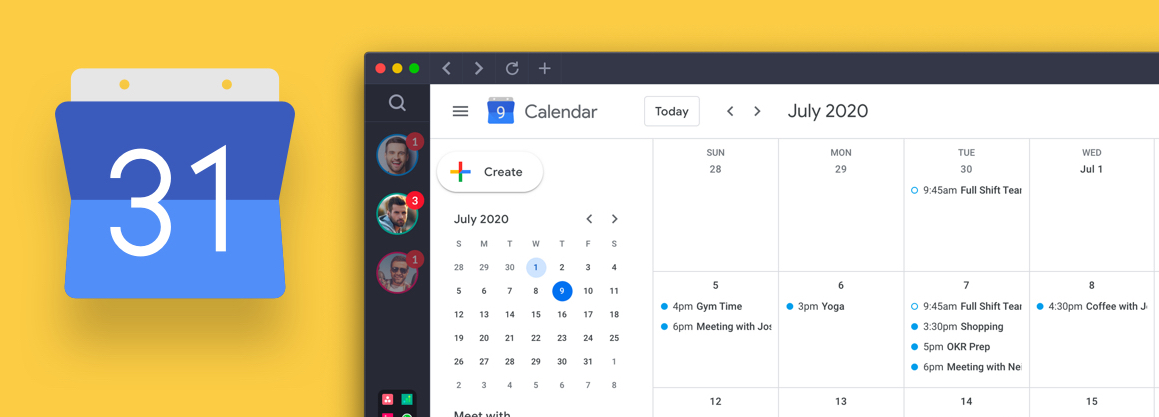 31
9 Calendar Today July 2020
1
3
1
Create
July 2020
S M T W T F S
28 29 30 1 2 3 4
5 6 7 8 9 10 11
12 13 14 15 16 17 18
19 20 21 22 23 24 25
26 27 28 29 30 31 1
2 3 4 5 6 7 8
Meet with
SUN MON TUE WED
28 29 30 Jul 1
9:45am Full Shift Tear
5 6 7 8
4pm Gym Time
6pm Meeting with Jos
3pm Yoga
9:45am Full Shift Tear
3:30pm Shopping
5pm OKR Prep
6pm Meeting with Ne
4:30pm Coffee with J
12 13 14 15